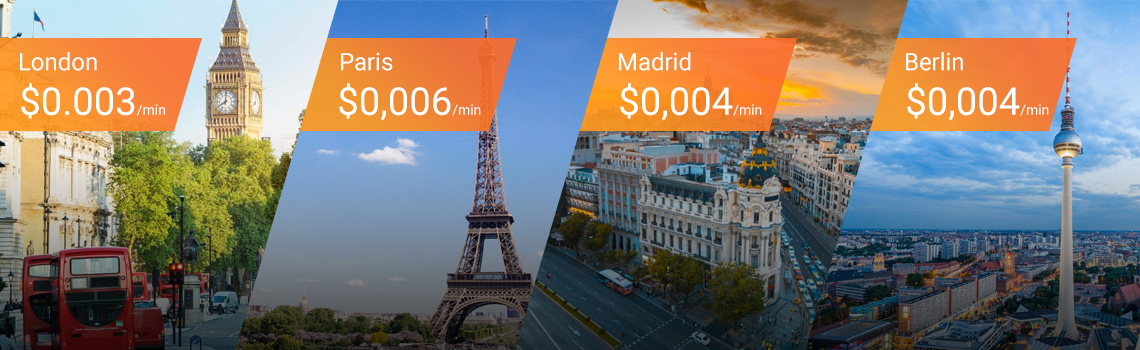 London
$0.003/min
Paris
$0,006/min
Madrid
$0,004/min
Berlin
$0,004/min